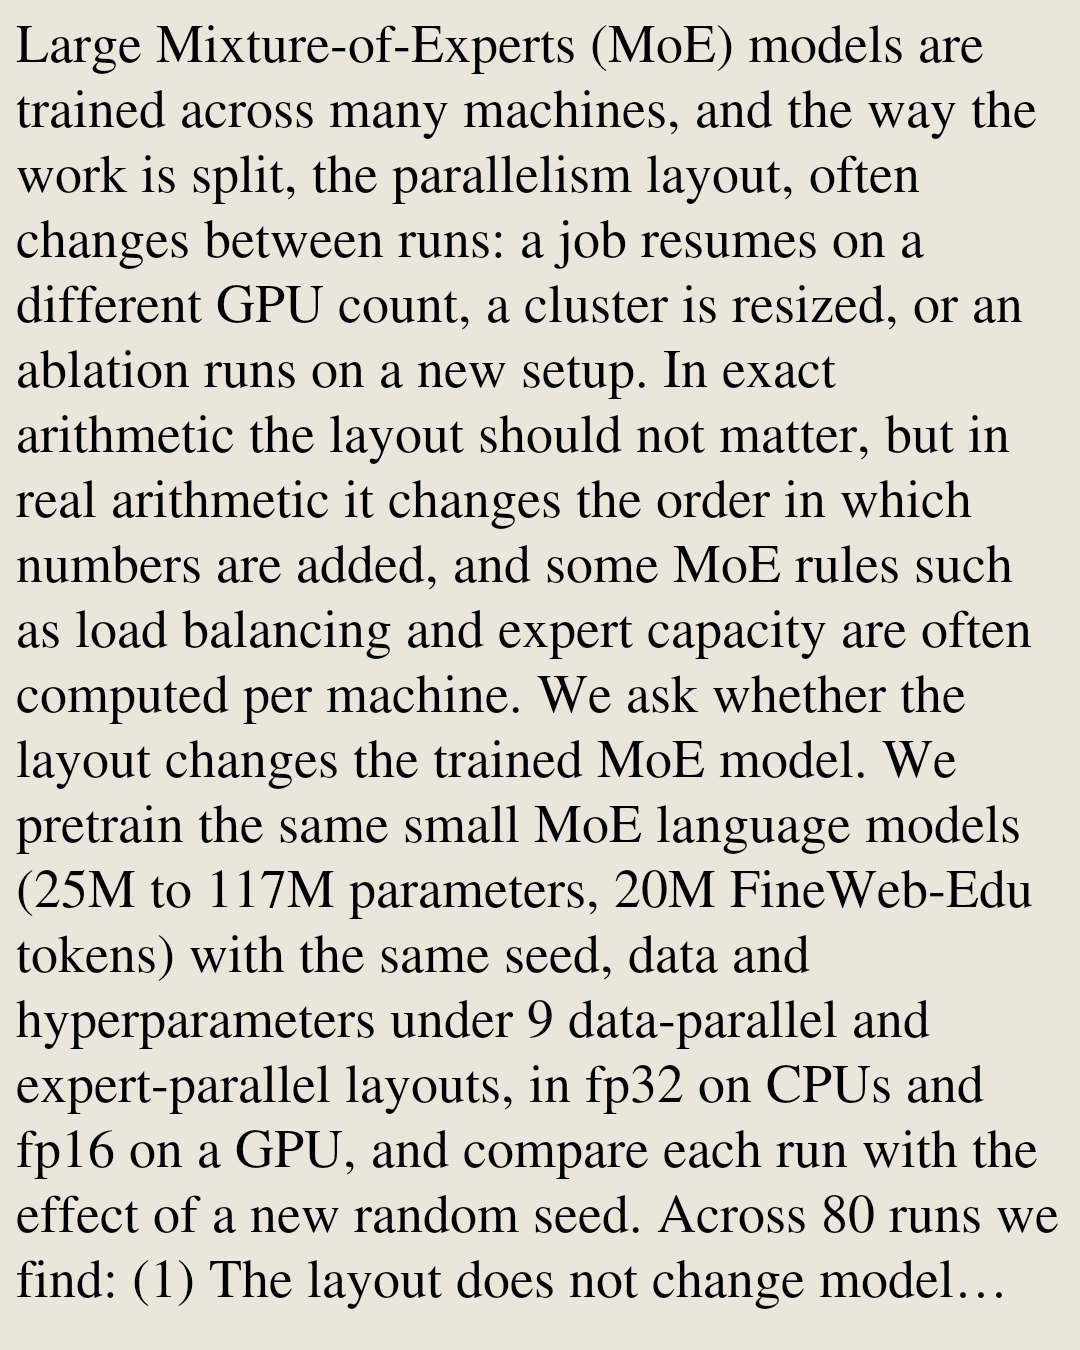 Large Mixture-of-Experts (MoE) models are
trained across many machines, and the way the
work is split, the parallelism layout, often
changes between runs: a job resumes on a
different GPU count, a cluster is resized, or an
ablation runs on a new setup. In exact
arithmetic the layout should not matter, but in
real arithmetic it changes the order in which
numbers are added, and some MoE rules such
as load balancing and expert capacity are often
computed per machine. We ask whether the
layout changes the trained MoE model. We
pretrain the same small MoE language models
(25M to 117M parameters, 20M FineWeb-Edu
tokens) with the same seed, data and
hyperparameters under 9 data-parallel and
expert-parallel layouts, in fp32 on CPUs and
fp16 on a GPU, and compare each run with the
effect of a new random seed. Across 80 runs we
find: (1) The layout does not change model…